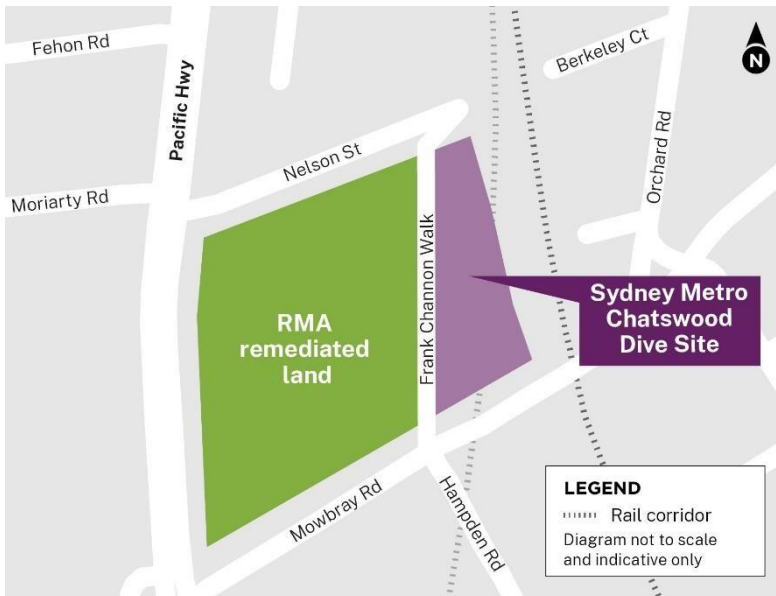 Fehon Rd
Pacific Hwy
Berkeley Ct
N
Nelson St
Orchard Rd
Moriarty Rd
Frank Channon Walk
RMA
remediated
land
Sydney Metro
Chatswood
Dive Site
Mowbray Rd
Hampden Rd
LEGEND
Rail corridor
Diagram not to scale
and indicative only